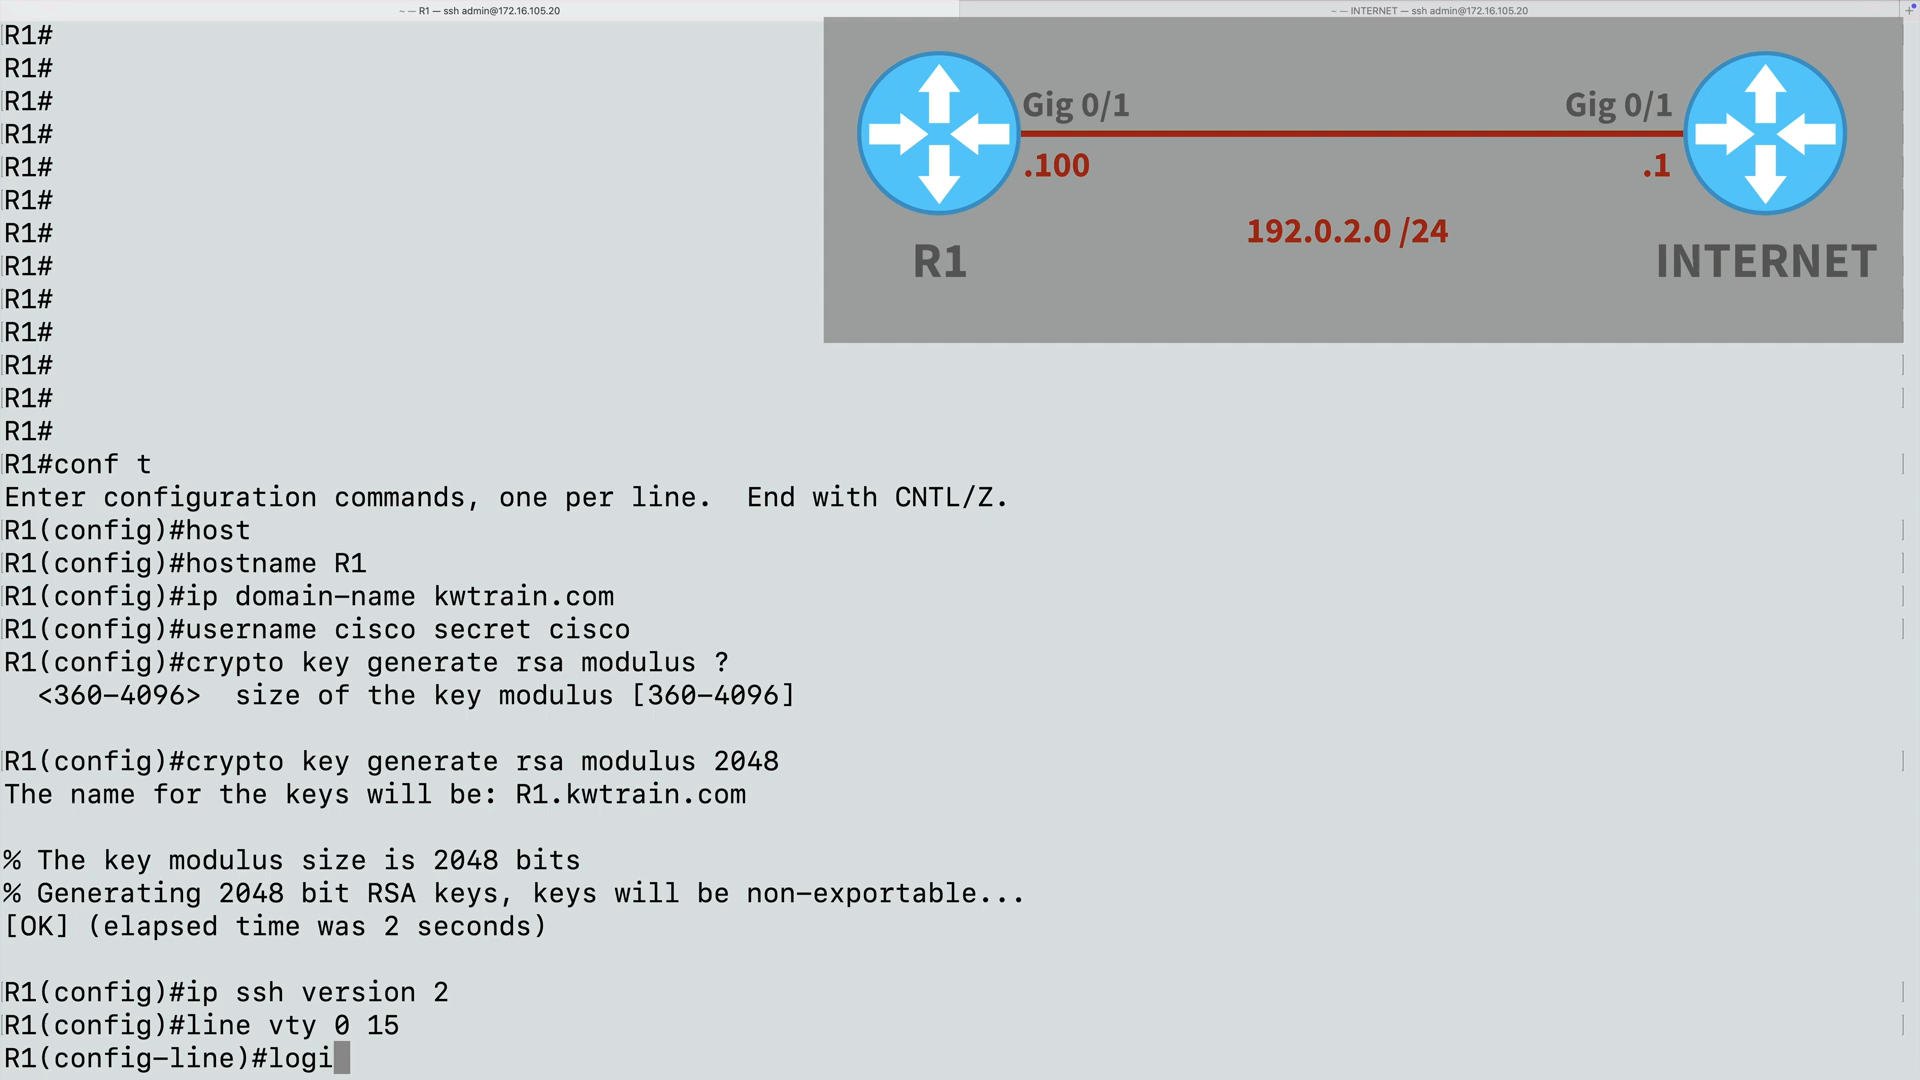 ~ — R1 — ssh admin@172.16.105.20
~ — INTERNET — ssh admin@172.16.105.20
R1#
R1#
R1#
R1#
R1#
R1#
R1#
R1#
R1#
R1#
R1#
R1#
R1#
Gig 0/1
Gig 0/1
.100
.1
192.0.2.0 /24
R1
INTERNET
R1#conf t
Enter configuration commands, one per line.  End with CNTL/Z.
R1(config)#host
R1(config)#hostname R1
R1(config)#ip domain-name kwtrain.com
R1(config)#username cisco secret cisco
R1(config)#crypto key generate rsa modulus ?
  <360-4096>  size of the key modulus [360-4096]
R1(config)#crypto key generate rsa modulus 2048
The name for the keys will be: R1.kwtrain.com
% The key modulus size is 2048 bits
% Generating 2048 bit RSA keys, keys will be non-exportable...
[OK] (elapsed time was 2 seconds)
R1(config)#ip ssh version 2
R1(config)#line vty 0 15
R1(config-line)#logi